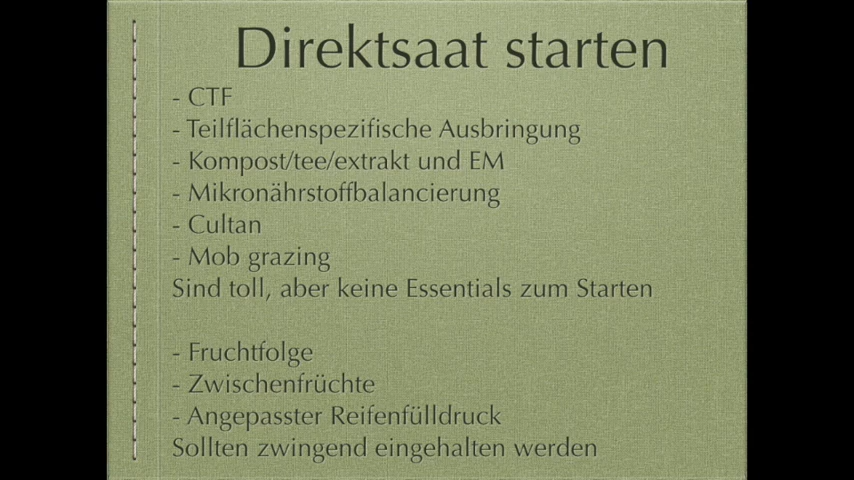 Direktsaat starten
- CTF
- Teilflächenspezifische Ausbringung
- Kompost/tee/extrakt und EM
- Mikronährstoffbalancierung
- Cultan
- Mob grazing
Sind toll, aber keine Essentials zum Starten
- Fruchtfolge
- Zwischenfrüchte
- Angepasster Reifenfülldruck
Sollten zwingend eingehalten werden